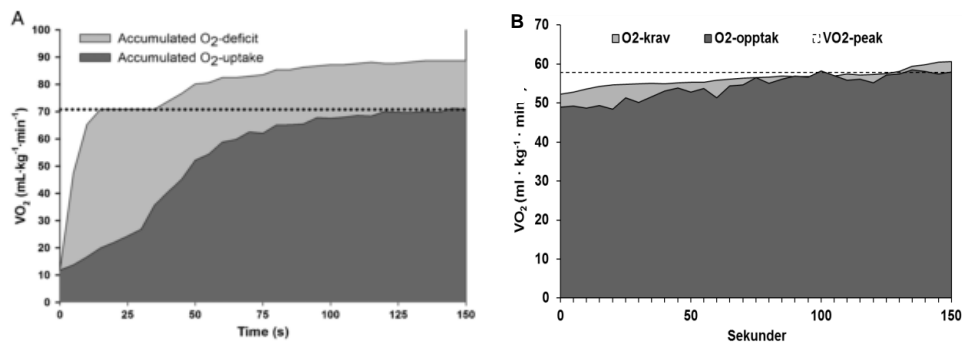 A
Accumulated O₂-deficit
Accumulated O₂-uptake
VO₂ (mL·kg⁻¹·min⁻¹)
100
90
80
70
60
50
40
30
20
10
0
0 25 50 75 100 125 150
Time (s)
B
O2-krav O2-opptak VO2-peak
VO₂ (ml · kg⁻¹ · min
70
60
50
40
30
20
10
0
0 50 100 150
Sekunder